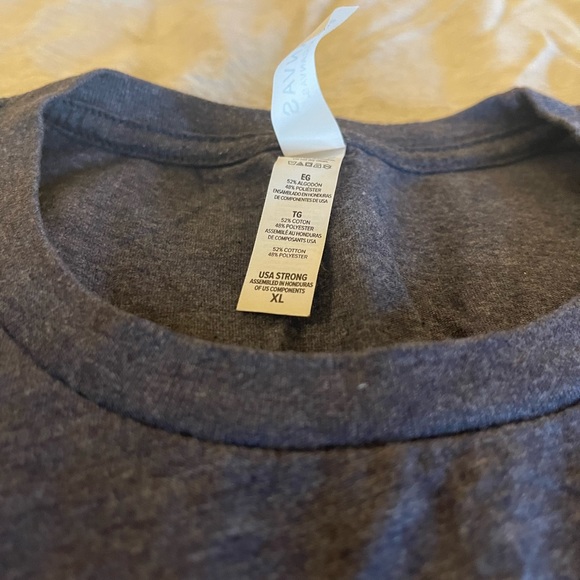 EG
52% ALGODÓN
48% POLIÉSTER
ENSAMBLADO EN HONDURAS
DE COMPONENTES DE USA
TG
52% COTON
48% POLYESTER
ASSEMBLÉ AU HONDURAS
DE COMPOSANTS USA
52% COTTON
48% POLYESTER
USA STRONG
ASSEMBLED IN HONDURAS
OF US COMPONENTS
XL